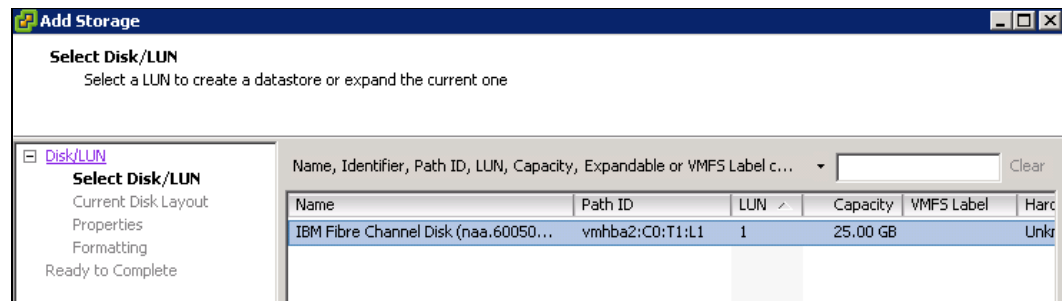 Add Storage
Select Disk/LUN
Select a LUN to create a datastore or expand the current one
Disk/LUN
Select Disk/LUN
Current Disk Layout
Properties
Formatting
Ready to Complete
Name, Identifier, Path ID, LUN, Capacity, Expandable or VMFS Label c... Clear
Name Path ID LUN Capacity VMFS Label Hard
IBM Fibre Channel Disk (naa.60050... vmhba2:C0:T1:L1 1 25.00 GB Unkr